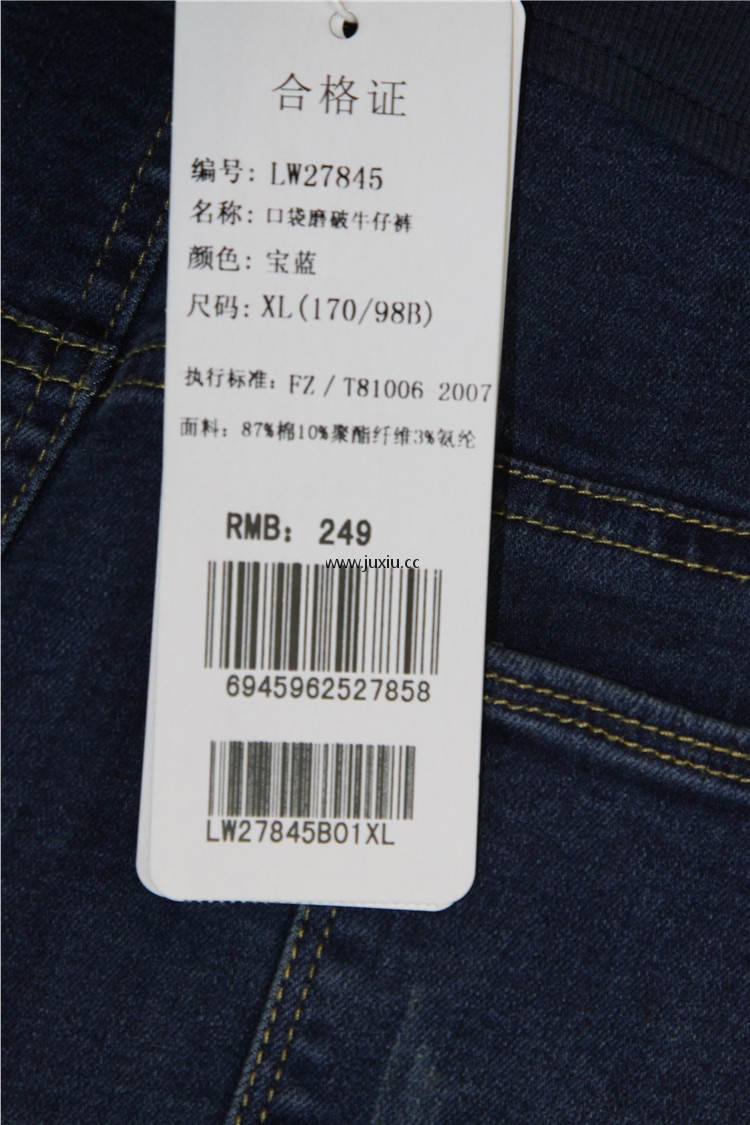 合格证
编号: LW27845
名称: 口袋磨破牛仔裤
颜色: 宝蓝
尺码: XL(170/98B)
执行标准: FZ/T81006 2007
面料: 87%棉10%聚酯纤维3%氨纶
RMB: 249
www.juxiu.cc
6945962527858
LW27845B01XL